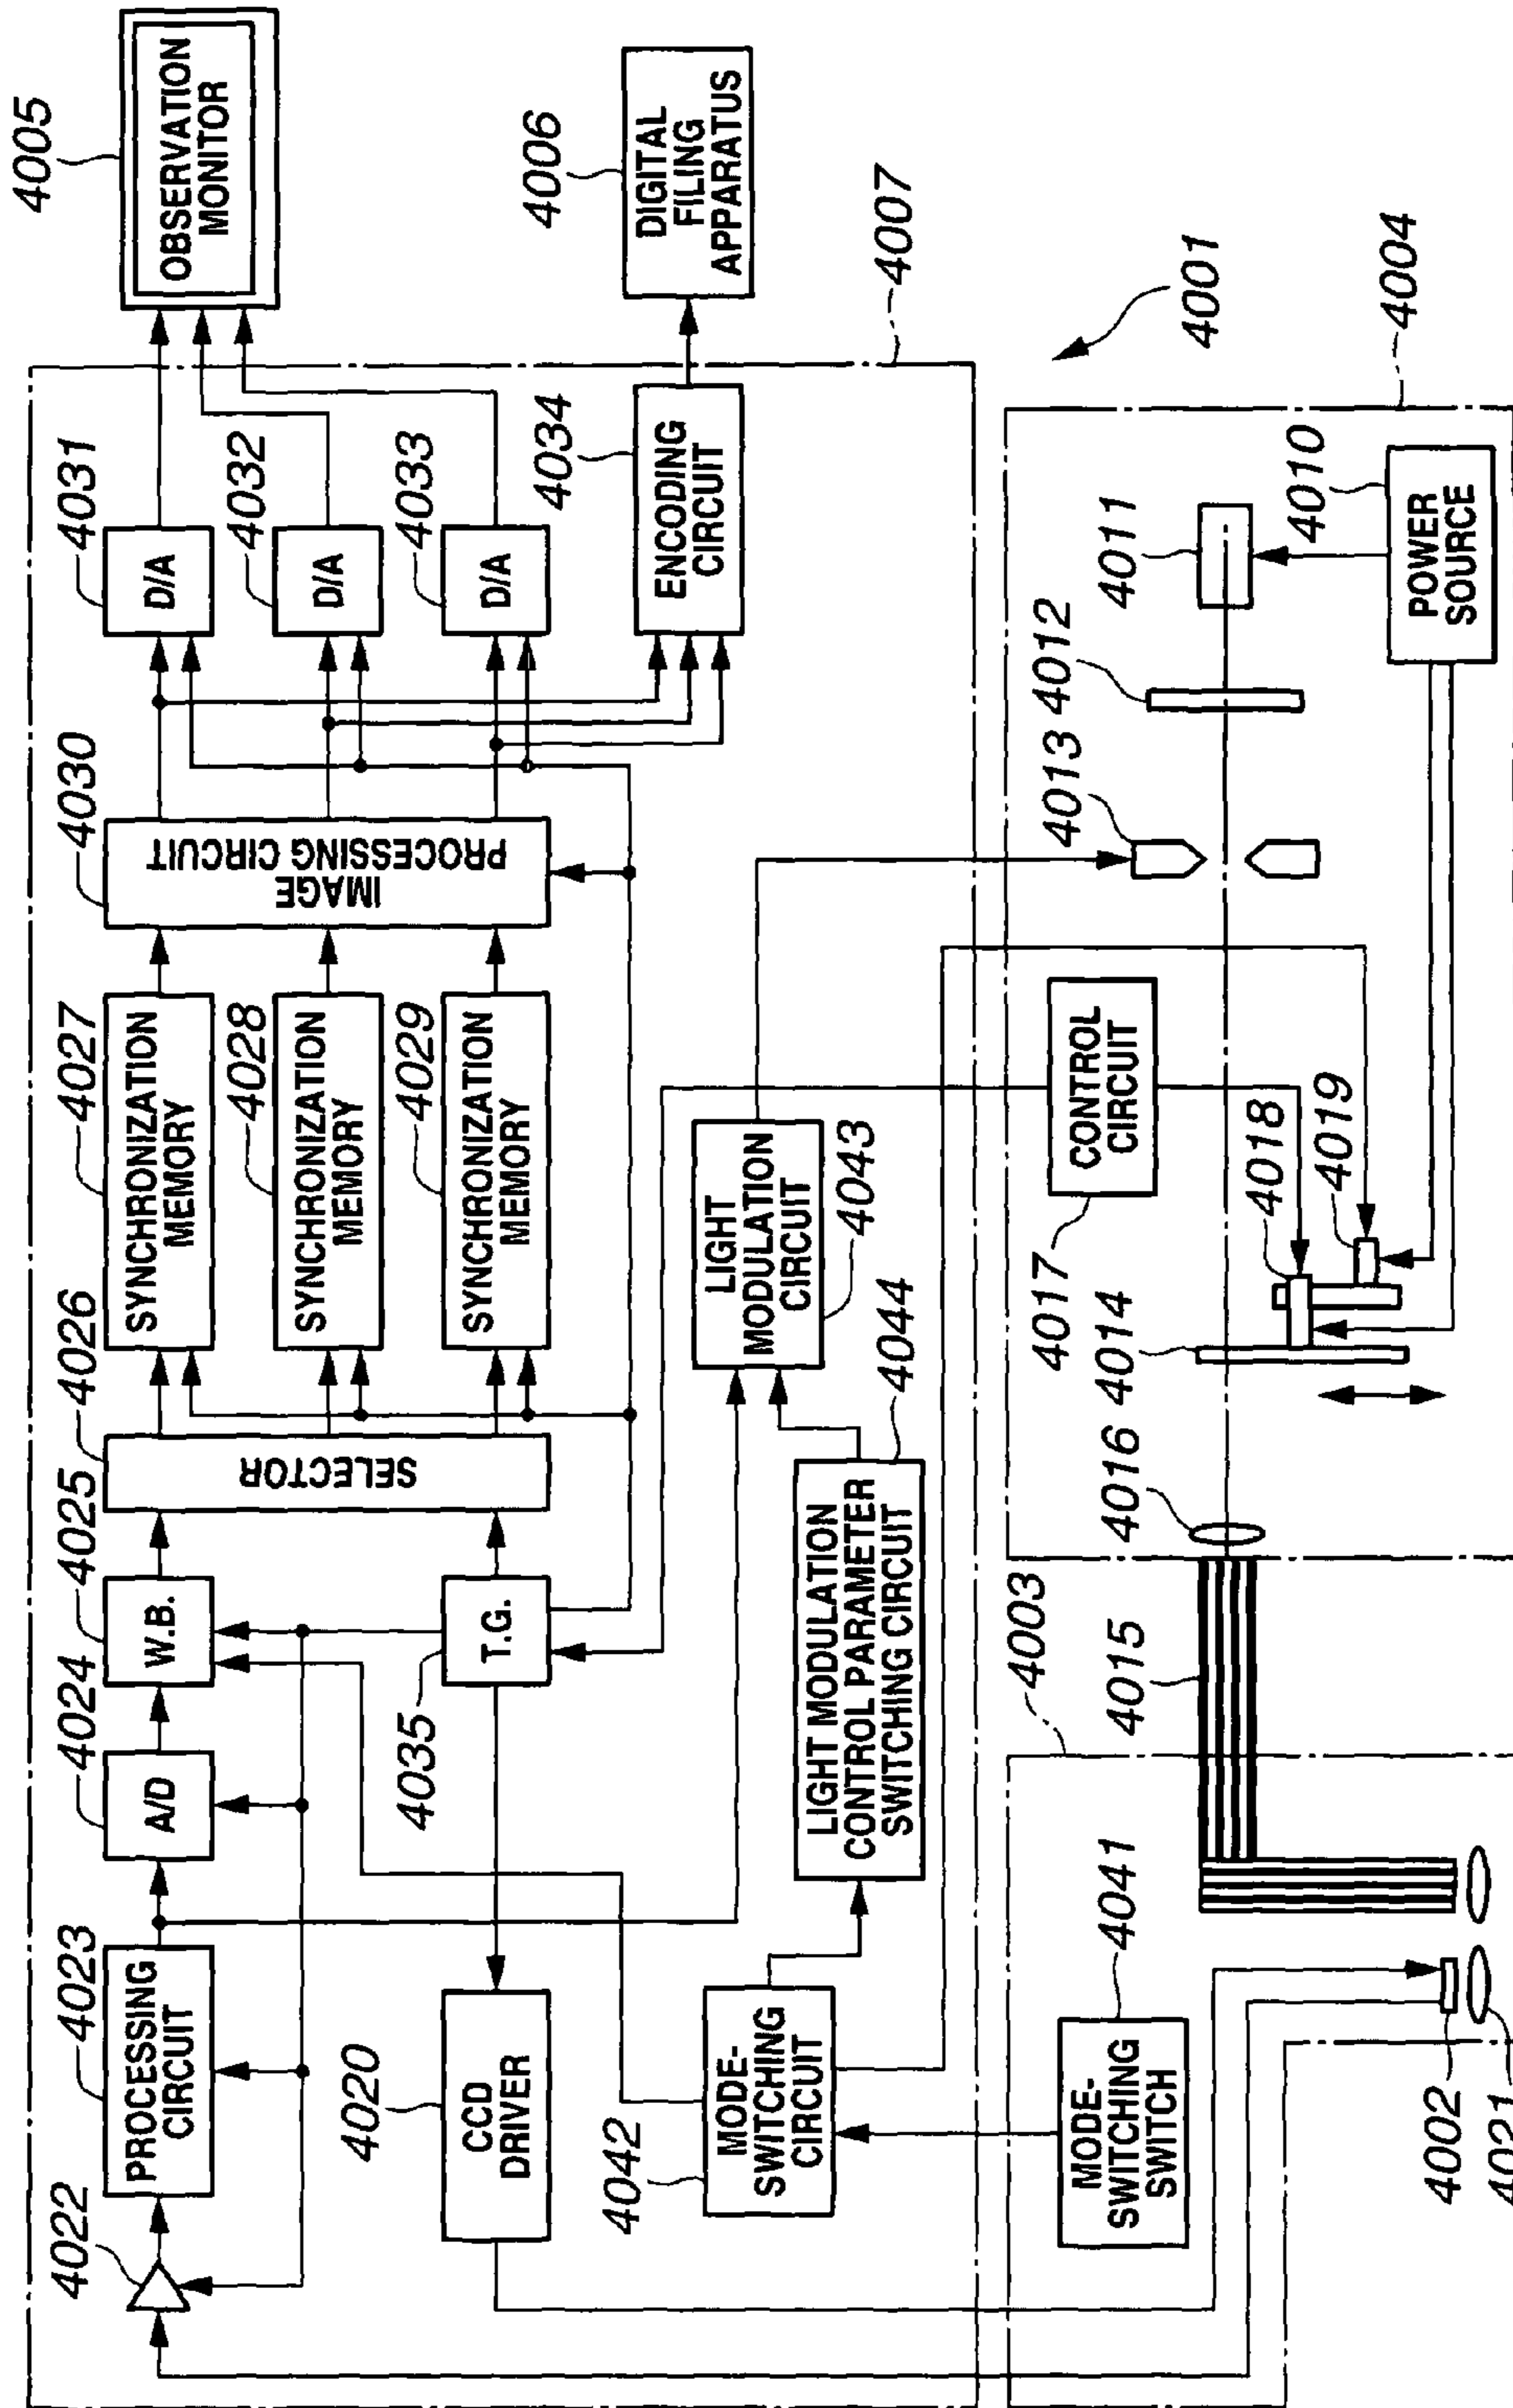 4005
OBSERVATION
MONITOR
4006
DIGITAL
FILING
APPARATUS
4007
4001
4004
4031
D/A
4032
D/A
4033
D/A
4034
ENCODING
CIRCUIT
4030
IMAGE
PROCESSING CIRCUIT
4027
SYNCHRONIZATION
MEMORY
4028
SYNCHRONIZATION
MEMORY
4029
SYNCHRONIZATION
MEMORY
4026
SELECTOR
4025
W.B.
4024
A/D
4023
PROCESSING
CIRCUIT
4022
4035
T.G.
4020
CCD
DRIVER
4042
MODE-
SWITCHING
CIRCUIT
LIGHT
MODULATION
CIRCUIT
4043
LIGHT MODULATION
CONTROL PARAMETER
SWITCHING CIRCUIT
4044
4011
4010
POWER
SOURCE
4012
4013
CONTROL
CIRCUIT
4017
4018
4019
4014
4016
4003
4015
4041
MODE-
SWITCHING
SWITCH
4002
4021